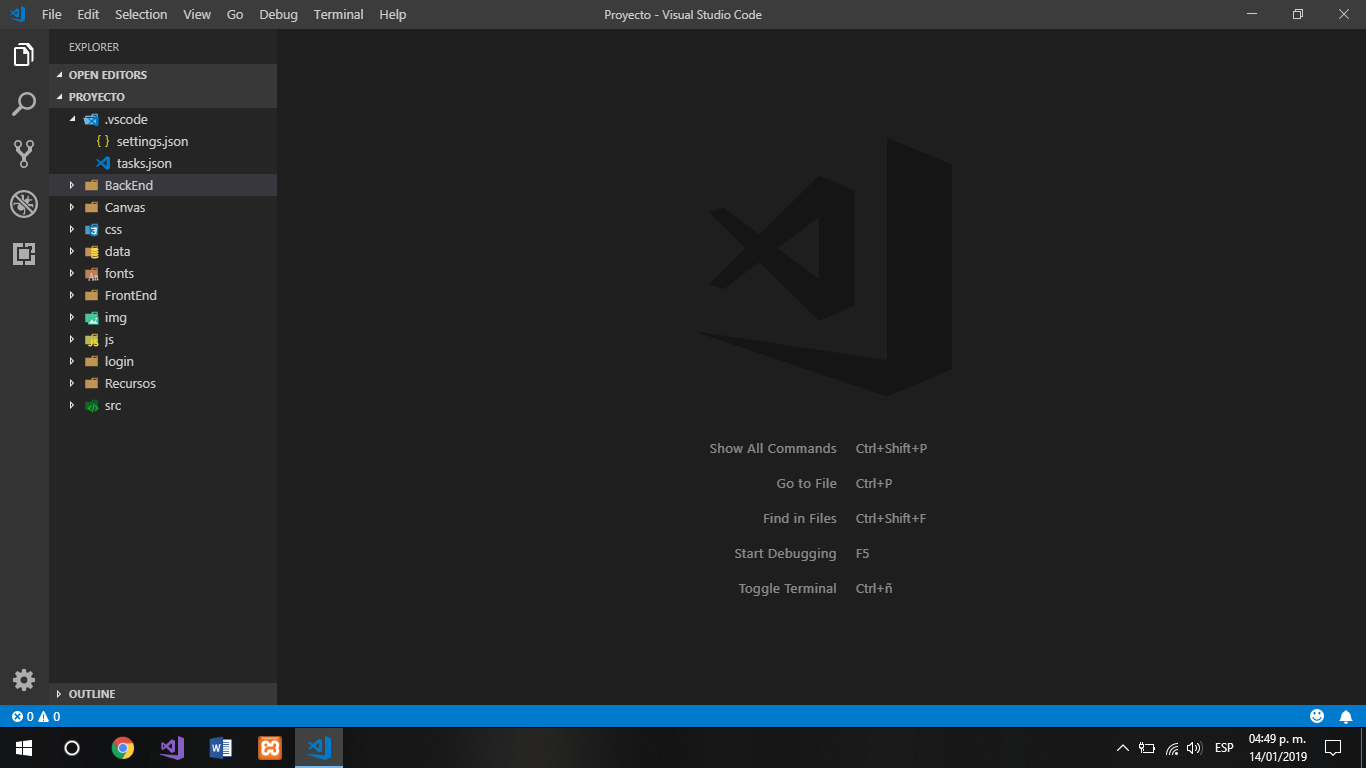 File Edit Selection View Go Debug Terminal Help
Proyecto - Visual Studio Code
EXPLORER
OPEN EDITORS
PROYECTO
.vscode
{ } settings.json
tasks.json
BackEnd
Canvas
css
data
fonts
FrontEnd
img
js
login
Recursos
src
OUTLINE
Show All Commands Ctrl+Shift+P
Go to File Ctrl+P
Find in Files Ctrl+Shift+F
Start Debugging F5
Toggle Terminal Ctrl+ñ
0 0
ESP
04:49 p. m.
14/01/2019